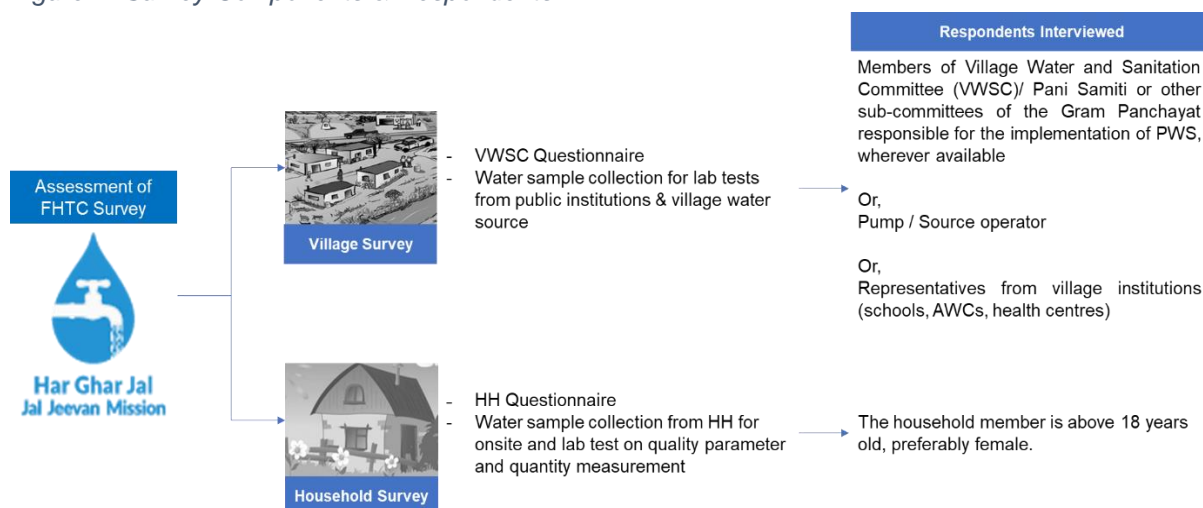 Respondents Interviewed
Members of Village Water and Sanitation
Committee (VWSC)/ Pani Samiti or other
sub-committees of the Gram Panchayat
responsible for the implementation of PWS,
wherever available
Or,
Pump / Source operator
Or,
Representatives from village institutions
(schools, AWCs, health centres)
- VWSC Questionnaire
- Water sample collection for lab tests
from public institutions & village water
source
Village Survey
Assessment of
FHTC Survey
Har Ghar Jal
Jal Jeevan Mission
- HH Questionnaire
- Water sample collection from HH for
onsite and lab test on quality parameter
and quantity measurement
Household Survey
The household member is above 18 years
old, preferably female.